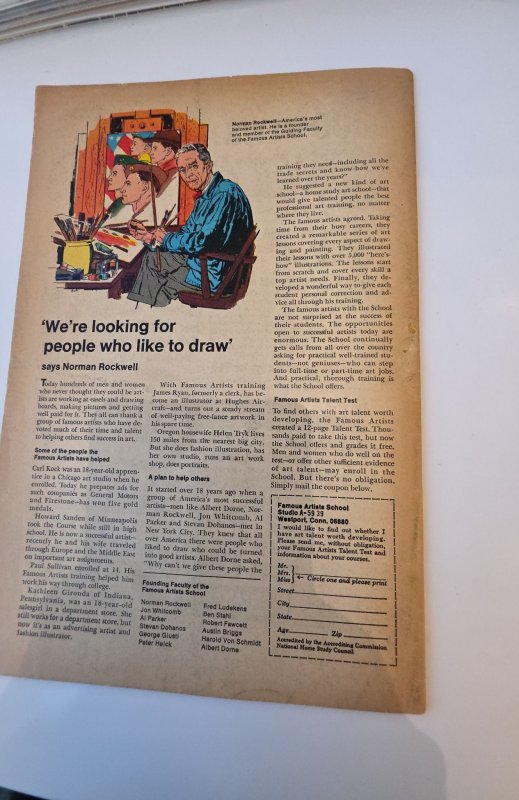 Norman Rockwell—America's most
beloved artist. He is a founder
and member of the Guiding Faculty
of the Famous Artists School.
'We're looking for
people who like to draw'
says Norman Rockwell
Today hundreds of men and women
who never thought they could be art-
ists are working at easels and drawing
boards, making pictures and getting
well paid for it. They all can thank a
group of famous artists who have de-
voted much of their time and talent
to helping others find success in art.
Some of the people the
Famous Artists have helped
Carl Kock was an 18-year-old appren-
tice in a Chicago art studio when he
enrolled. Today he prepares ads for
such companies as General Motors
and Firestone—has won five gold
medals.
Howard Sanden of Minneapolis
took the Course while still in high
school. He is now a successful artist—
recently he and his wife traveled
through Europe and the Middle East
on important art assignments.
Paul Sullivan enrolled at 14. His
Famous Artists training helped him
work his way through college.
Kathleen Gironda of Indiana,
Pennsylvania, was an 18-year-old
salesgirl in a department store. She
still works for a department store, but
now it's as an advertising artist and
fashion illustrator.
With Famous Artists training
James Ryan, formerly a clerk, has be-
come an illustrator at Hughes Air-
craft—and turns out a steady stream
of well-paying free-lance artwork in
his spare time.
Oregon housewife Helen Tryk lives
150 miles from the nearest big city.
But she does fashion illustration, has
her own studio, runs an art work
shop, does portraits.
A plan to help others
It started over 18 years ago when a
group of America's most successful
artists—men like Albert Dorne, Nor-
man Rockwell, Jon Whitcomb, Al
Parker and Stevan Dohanos—met in
New York City. They knew that all
over America there were people who
liked to draw who could be turned
into good artists. Albert Dorne asked,
"Why can't we give these people the
Founding Faculty of the
Famous Artists School
Norman Rockwell
Jon Whitcomb
Al Parker
Stevan Dohanos
George Giusti
Peter Helck
Fred Ludekens
Ben Stahl
Robert Fawcett
Austin Briggs
Harold Von Schmidt
Albert Dorne
training they need—including all the
trade secrets and know-how we've
learned over the years?"
He suggested a new kind of art
school—a home study art school—that
would give talented people the best
professional art training, no matter
where they live.
The famous artists agreed. Taking
time from their busy careers, they
created a remarkable series of art
lessons covering every aspect of draw-
ing and painting. They illustrated
their lessons with over 5,000 "here's-
how" illustrations. The lessons start
from scratch and cover every skill a
top artist needs. Finally, they de-
veloped a wonderful way to give each
student personal correction and ad-
vice all through his training.
The famous artists with the School
are not surprised at the success of
their students. The opportunities
open to successful artists today are
enormous. The School continually
gets calls from all over the country
asking for practical well-trained stu-
dents—not geniuses—who can step
into full-time or part-time art jobs.
And practical, thorough training is
what the School offers.
Famous Artists Talent Test
To find others with art talent worth
developing, the Famous Artists
created a 12-page Talent Test. Thou-
sands paid to take this test, but now
the School offers and grades it free.
Men and women who do well on the
test—or offer other sufficient evidence
of art talent—may enroll in the
School. But there's no obligation.
Simply mail the coupon below.
Famous Artists School
Studio A-59 39
Westport, Conn. 06880
I would like to find out whether I
have art talent worth developing.
Please send me, without obligation,
your Famous Artists Talent Test and
information about your courses.
Mr.
Mrs.
Miss Circle one and please print
Street
City
State
Age Zip
Accredited by the Accrediting Commission
National Home Study Council.